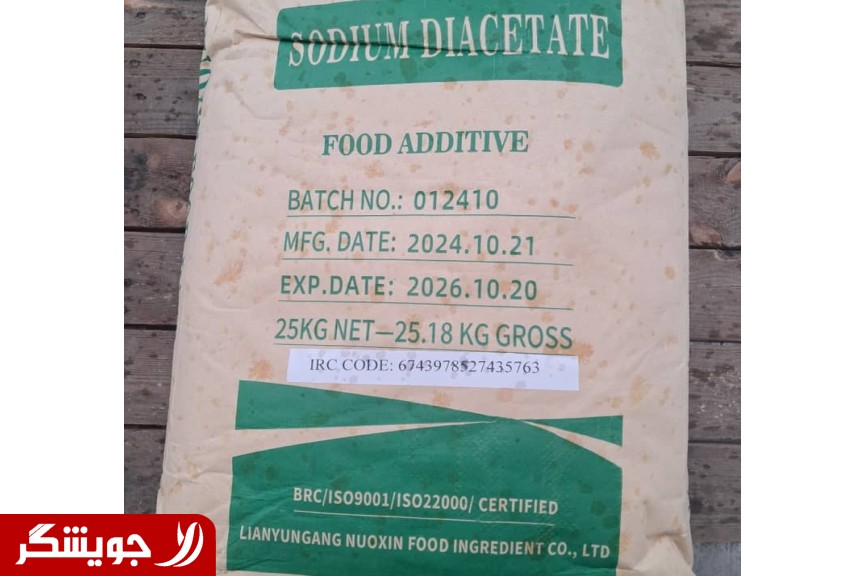 SODIUM DIACETATE
FOOD ADDITIVE
BATCH NO.: 012410
MFG. DATE: 2024.10.21
EXP.DATE: 2026.10.20
25KG NET—25.18 KG GROSS
IRC CODE: 6743978527435763
BRC/ISO9001/ISO22000/ CERTIFIED
LIANYUNGANG NUOXIN FOOD INGREDIENT CO., LTD
جویشگر